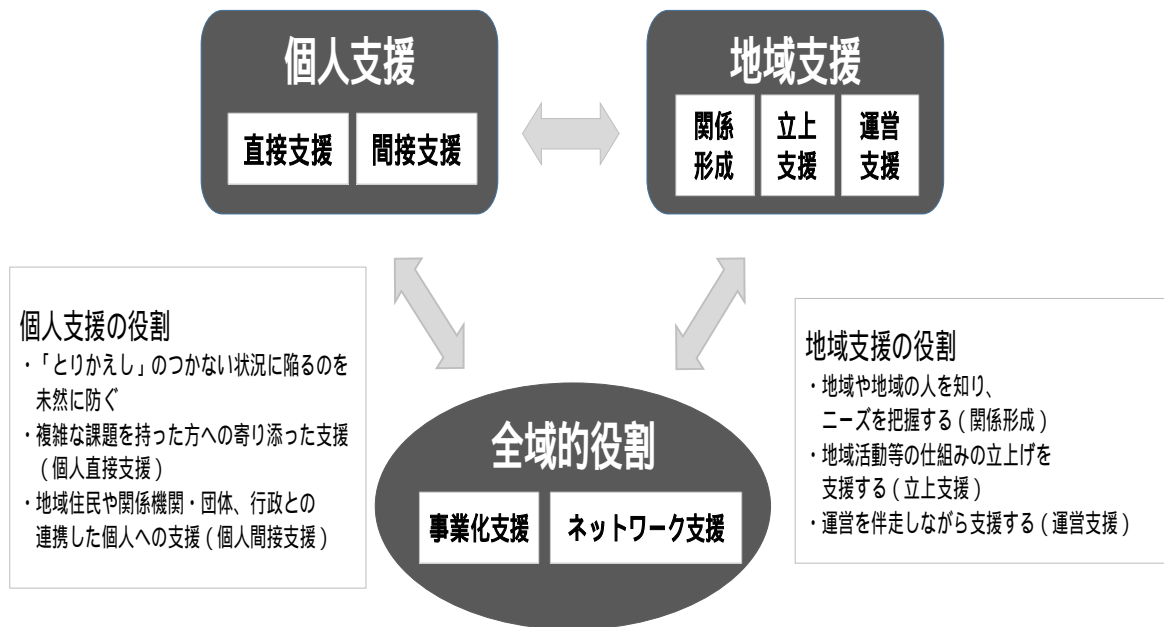 個人支援
直接支援
間接支援
地域支援
関係
形成
立上
支援
運営
支援
個人支援の役割
・「とりかえし」のつかない状況に陥るのを
未然に防ぐ
・複雑な課題を持った方への寄り添った支援
(個人直接支援)
・地域住民や関係機関・団体、行政との
連携した個人への支援(個人間接支援)
全域的役割
事業化支援
ネットワーク支援
地域支援の役割
・地域や地域の人を知り、
ニーズを把握する(関係形成)
・地域活動等の仕組みの立上げを
支援する(立上支援)
・運営を伴走しながら支援する(運営支援)